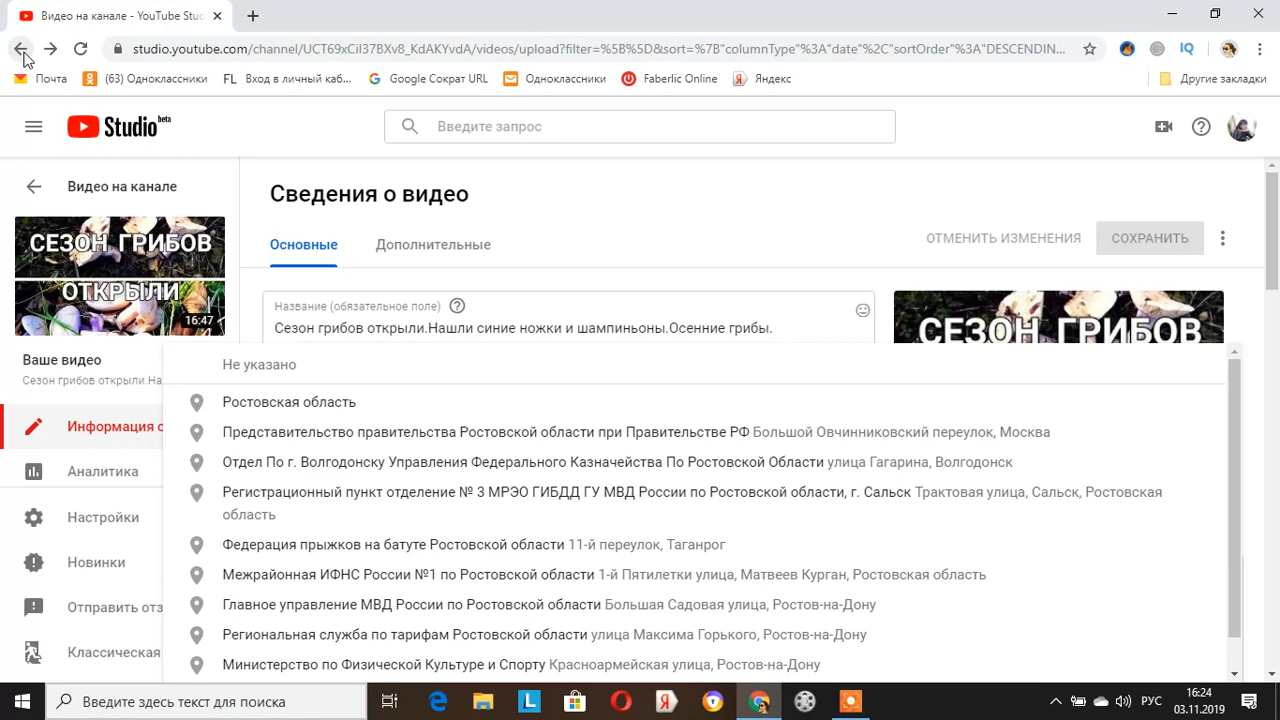 Видео на канале - YouTube Stu
studio.youtube.com/channel/UCT69xCiI37BXv8_KdAKYvdA/videos/upload?filter=%5B%5D&sort=%7B"columnType"%3A"date"%2C"sortOrder"%3A"DESCENDIN...
Почта
(63) Одноклассники
FL Вход в личный каб...
Google Сократ URL
Одноклассники
Faberlic Online
Яндекс
Другие закладки
Studio beta
Введите запрос
Видео на канале
СЕЗОН ГРИБОВ
ОТКРЫЛИ
16:47
Ваше видео
Сезон грибов открыли.На
Информация о
Аналитика
Настройки
Новинки
Отправить отз
Классическая
Сведения о видео
Основные
Дополнительные
ОТМЕНИТЬ ИЗМЕНЕНИЯ
СОХРАНИТЬ
Название (обязательное поле)
Сезон грибов открыли.Нашли синие ножки и шампиньоны.Осенние грибы.
СЕЗОН ГРИБОВ
Не указано
Ростовская область
Представительство правительства Ростовской области при Правительстве РФ Большой Овчинниковский переулок, Москва
Отдел По г. Волгодонску Управления Федерального Казначейства По Ростовской Области улица Гагарина, Волгодонск
Регистрационный пункт отделение № 3 МРЭО ГИБДД ГУ МВД России по Ростовской области, г. Сальск Трактовая улица, Сальск, Ростовская
область
Федерация прыжков на батуте Ростовской области 11-й переулок, Таганрог
Межрайонная ИФНС России №1 по Ростовской области 1-й Пятилетки улица, Матвеев Курган, Ростовская область
Главное управление МВД России по Ростовской области Большая Садовая улица, Ростов-на-Дону
Региональная служба по тарифам Ростовской области улица Максима Горького, Ростов-на-Дону
Министерство по Физической Культуре и Спорту Красноармейская улица, Ростов-на-Дону
Введите здесь текст для поиска
РУС
16:24
03.11.2019